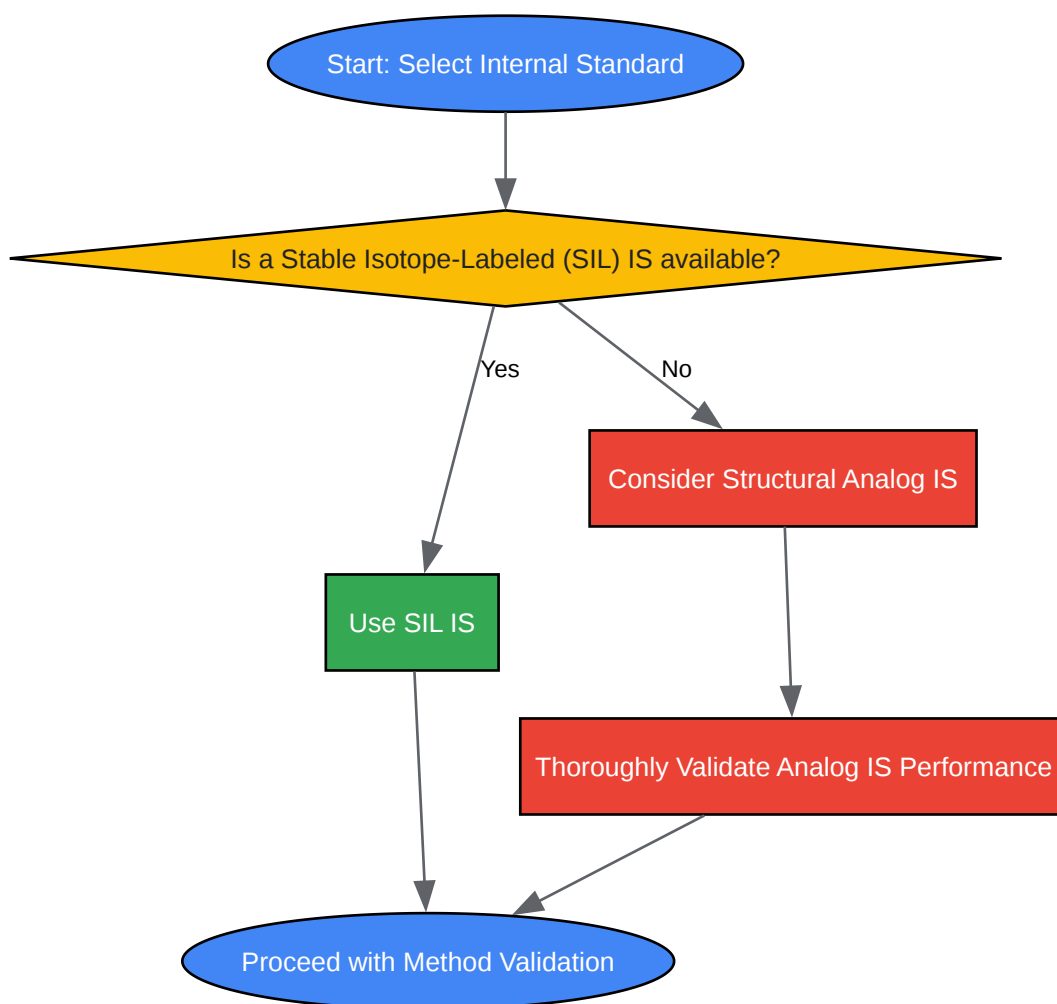 Start: Select Internal Standard
Is a Stable Isotope-Labeled (SIL) IS available?
Yes
No
Consider Structural Analog IS
Use SIL IS
Thoroughly Validate Analog IS Performance
Proceed with Method Validation